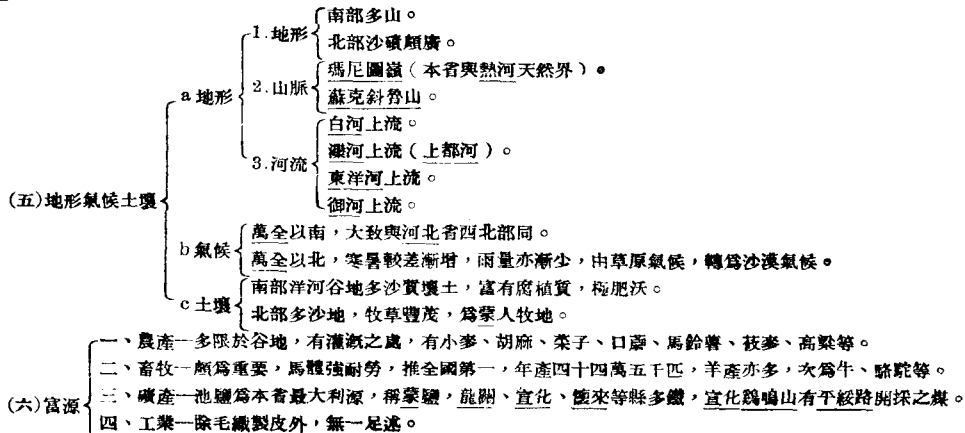 (五)地形氣候土壤
a 地形
1.地形
南部多山。
北部沙磧頗廣。
2.山脈
瑪尼圖嶺(本省與熱河天然界)。
蘇克斜魯山。
3.河流
白河上流。
灤河上流(上都河)。
東洋河上流。
御河上流。
b 氣候
萬全以南,大致與河北省西北部同。
萬全以北,寒暑較差漸增,雨量亦漸少,由草原氣候,轉爲沙漠氣候。
c 土壤
南部洋河谷地多沙質壤土,富有腐植質,極肥沃。
北部多沙地,牧草豐茂,爲蒙人牧地。
(六)富源
一、農產—多限於谷地,有灌溉之處,有小麥、胡麻、菜子、口蘑、馬鈴薯、莜麥、高粱等。
二、畜牧—頗爲重要,馬體強耐勞,推全國第一,年產四十四萬五千匹,羊產亦多,次爲牛、駱駝等。
三、礦產—池鹽爲本省最大利源,稱蒙鹽,龍關、宣化、懷來等縣多鐵,宣化鷄鳴山有平綏路開採之煤。
四、工業—除毛織製皮外,無一足述。